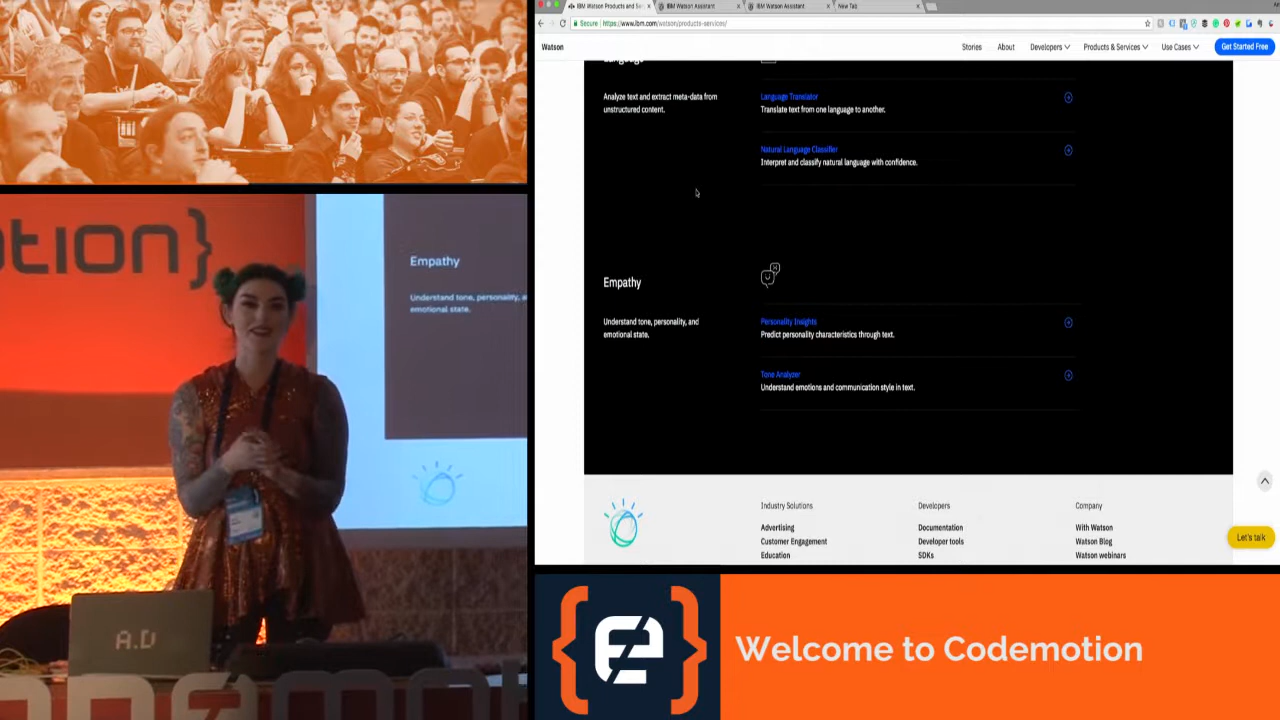 otion}
Empathy
Understand tone, personality, a
emotional state.
A.D
IBM Watson Products and Ser
IBM Watson Assistant
IBM Watson Assistant
New Tab
Secure
https://www.ibm.com/watson/products-services/
Watson
Stories
About
Developers
Products & Services
Use Cases
Get Started Free
Language
Analyze text and extract meta-data from
unstructured content.
Language Translator
Translate text from one language to another.
Natural Language Classifier
Interpret and classify natural language with confidence.
Empathy
Understand tone, personality, and
emotional state.
Personality Insights
Predict personality characteristics through text.
Tone Analyzer
Understand emotions and communication style in text.
Industry Solutions
Advertising
Customer Engagement
Education
Developers
Documentation
Developer tools
SDKs
Company
With Watson
Watson Blog
Watson webinars
Let's talk
Welcome to Codemotion